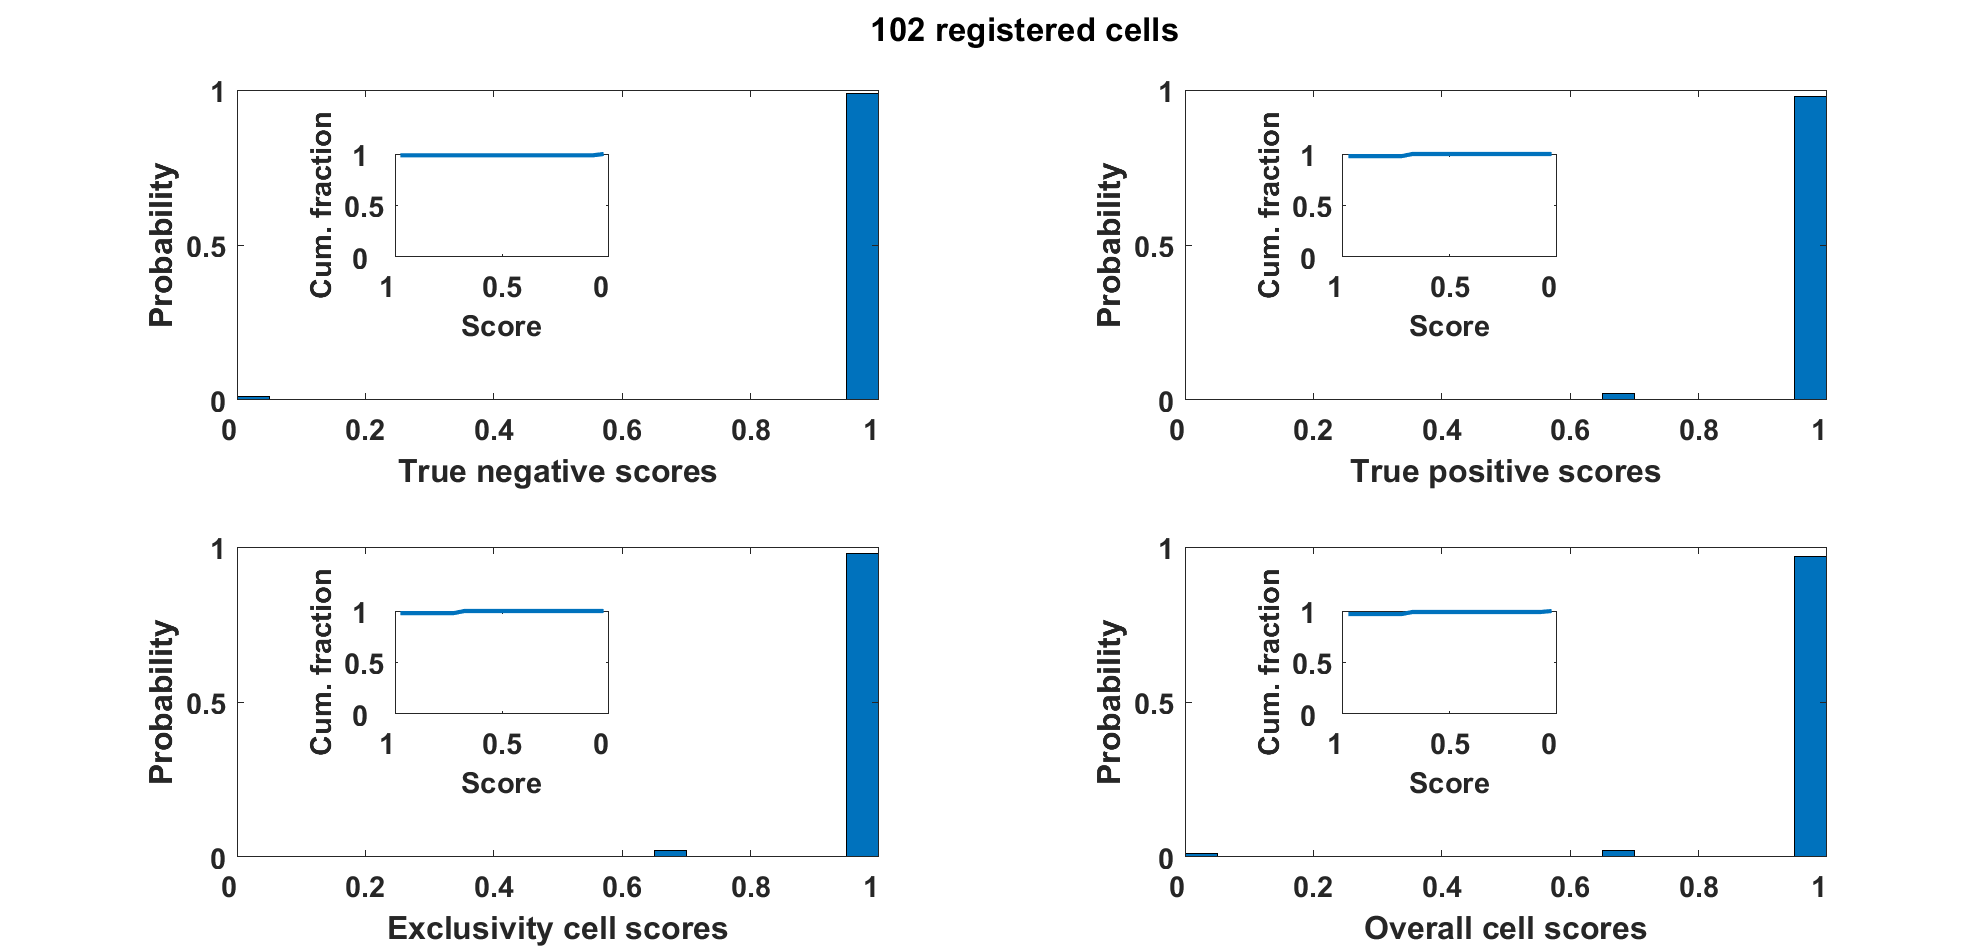 102 registered cells
Probability
1
0.5
0
0 0.2 0.4 0.6 0.8 1
True negative scores
Cum. fraction
1
0.5
0
1 0.5 0
Score
Probability
1
0.5
0
0 0.2 0.4 0.6 0.8 1
True positive scores
Cum. fraction
1
0.5
0
1 0.5 0
Score
Probability
1
0.5
0
0 0.2 0.4 0.6 0.8 1
Exclusivity cell scores
Cum. fraction
1
0.5
0
1 0.5 0
Score
Probability
1
0.5
0
0 0.2 0.4 0.6 0.8 1
Overall cell scores
Cum. fraction
1
0.5
0
1 0.5 0
Score